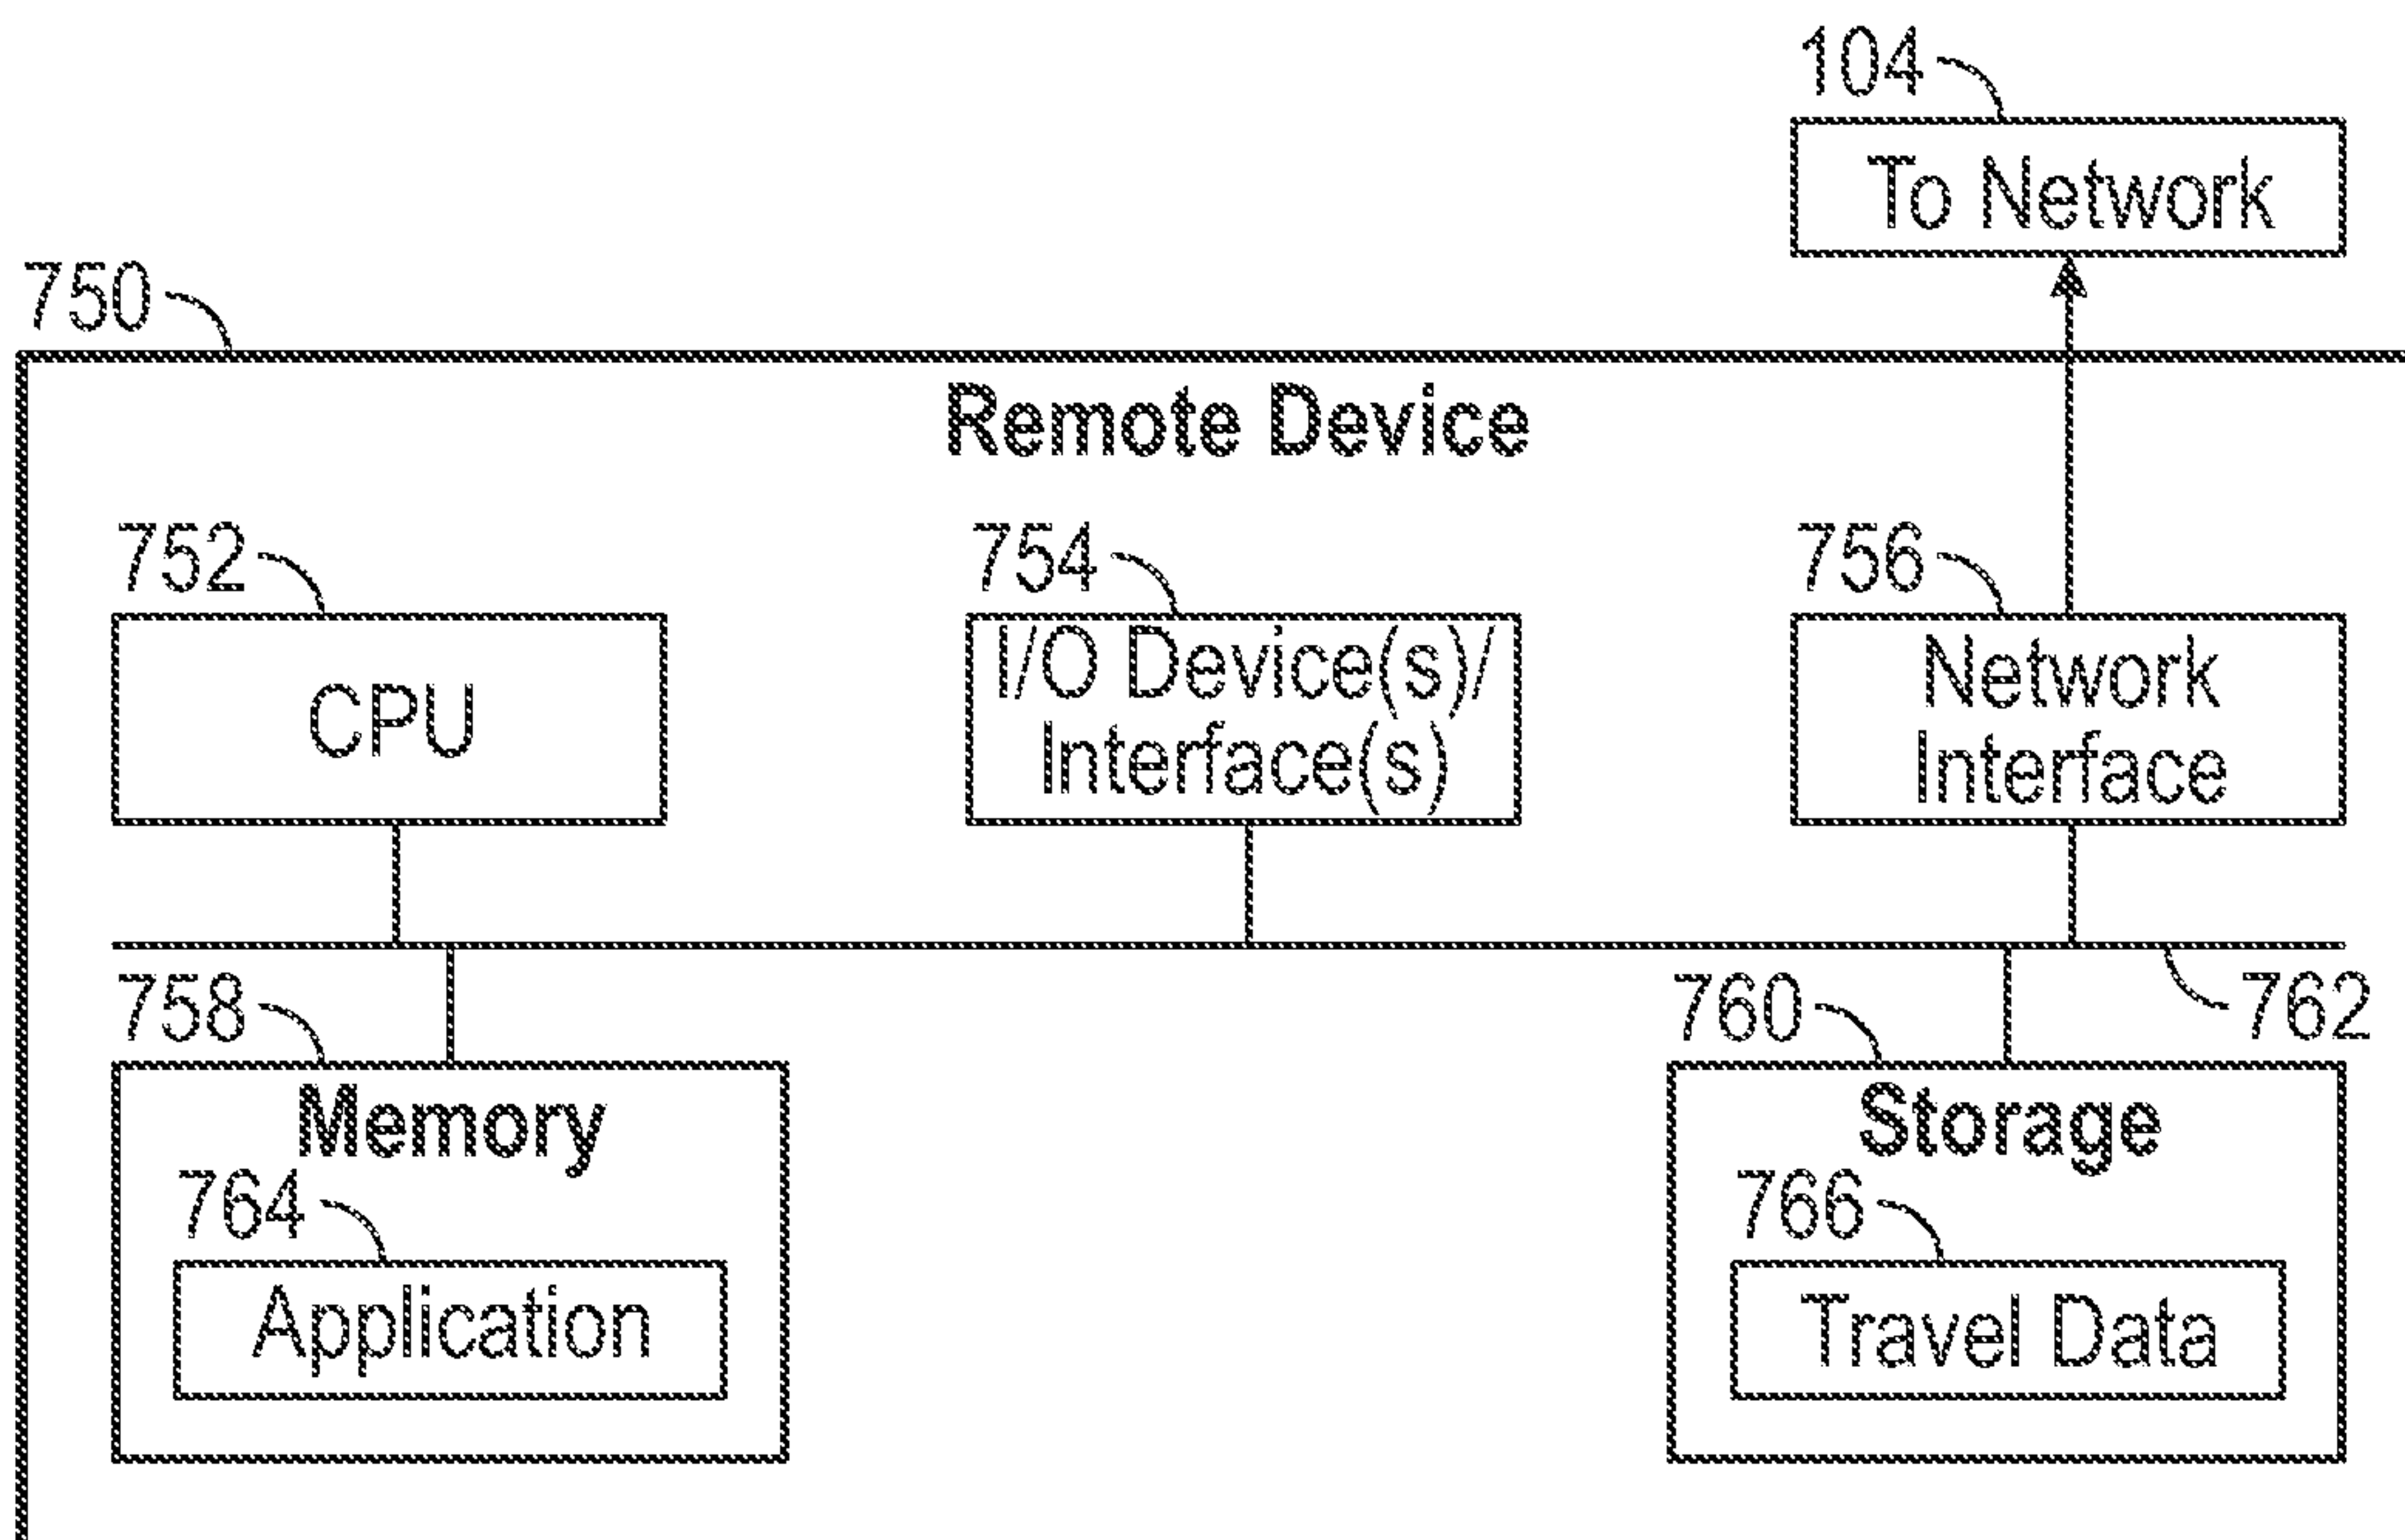 104
To Network
750
Remote Device
752
754
756
CPU
I/O Device(s)/
Interface(s)
Network
Interface
758
760
762
Memory
Storage
764
766
Application
Travel Data